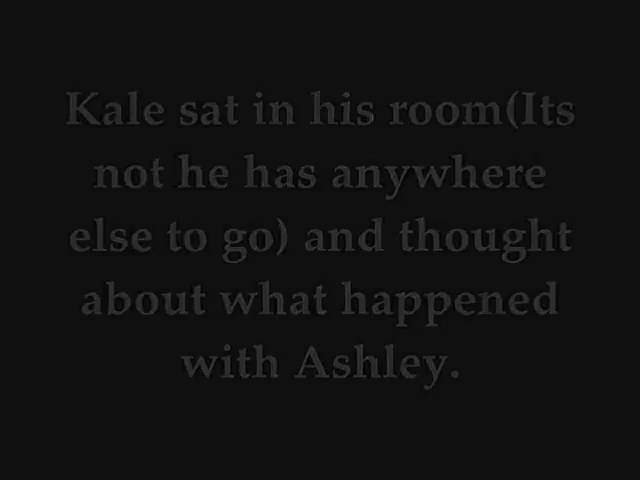 Kale sat in his room(Its
not he has anywhere
else to go) and thought
about what happened
with Ashley.